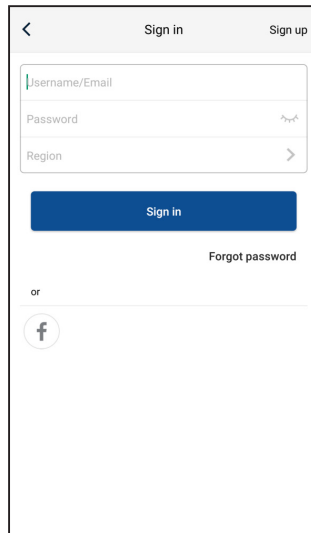 Sign in Sign up
Username/Email
Password
Region
Sign in
Forgot password
or